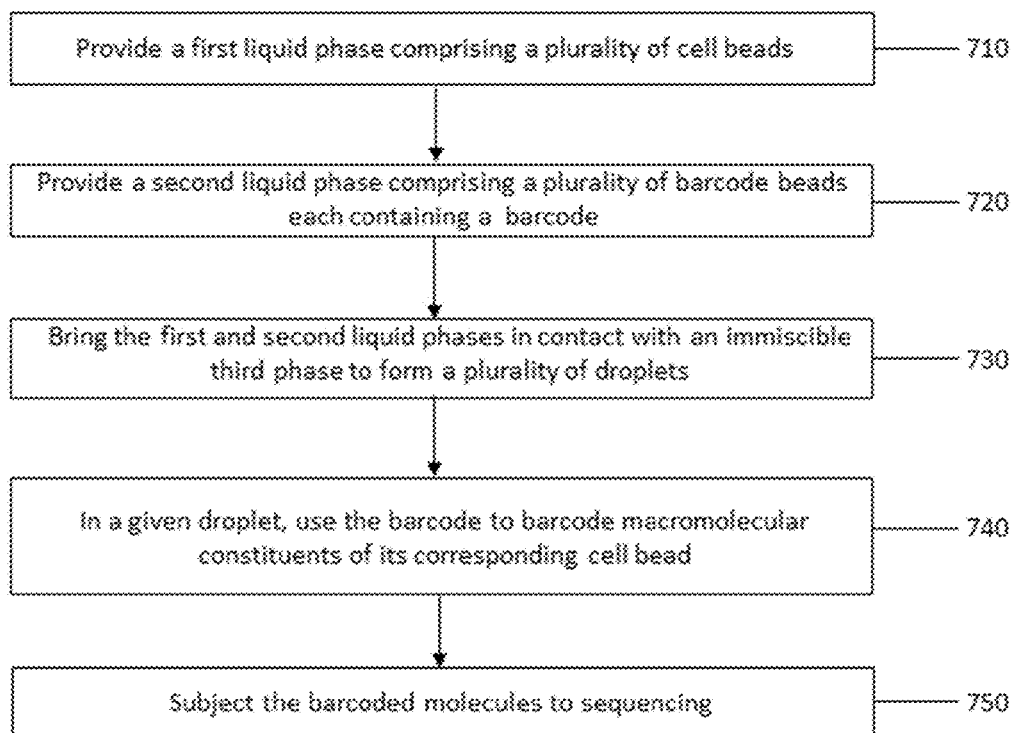 Provide a first liquid phase comprising a plurality of cell beads
710
Provide a second liquid phase comprising a plurality of barcode beads
each containing a barcode
720
Bring the first and second liquid phases in contact with an immiscible
third phase to form a plurality of droplets
730
In a given droplet, use the barcode to barcode macromolecular
constituents of its corresponding cell bead
740
Subject the barcoded molecules to sequencing
750